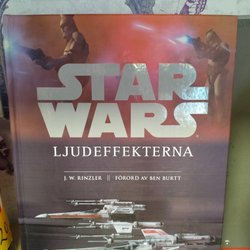 STAR
WARS
LJUDEFFEKTERNA
J. W. RINZLER || FÖRORD AV BEN BURTT